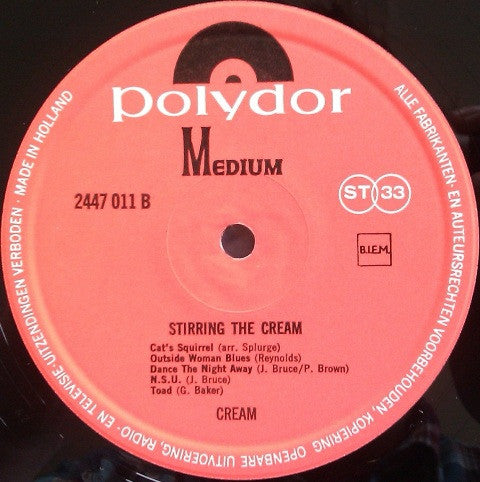 polydor
MEDIUM
2447 011 B
ST 33
B.I.E.M.
STIRRING THE CREAM
Cat's Squirrel (arr. Splurge)
Outside Woman Blues (Reynolds)
Dance The Night Away (J. Bruce/P. Brown)
N.S.U. (J. Bruce)
Toad (G. Baker)
CREAM
ALLE FABRIKANTEN- EN AUTEURSRECHTEN VOORBEHOUDEN, KOPIERING OPENBARE UITVOERING, RADIO- EN TELEVISIE-UITZENDINGEN VERBODEN · MADE IN HOLLAND